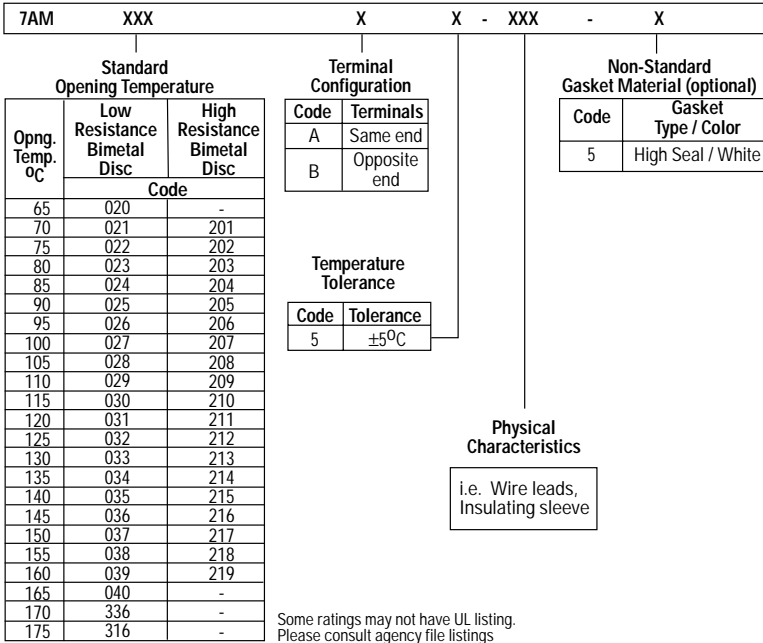 7AM XXX X X - XXX - X
Standard
Opening Temperature
Opng.
Temp.
ºC
Low
Resistance
Bimetal
Disc
High
Resistance
Bimetal
Disc
Code
65 020 -
70 021 201
75 022 202
80 023 203
85 024 204
90 025 205
95 026 206
100 027 207
105 028 208
110 029 209
115 030 210
120 031 211
125 032 212
130 033 213
135 034 214
140 035 215
145 036 216
150 037 217
155 038 218
160 039 219
165 040 -
170 336 -
175 316 -
Terminal
Configuration
Code Terminals
A Same end
B Opposite
end
Temperature
Tolerance
Code Tolerance
5 ±5ºC
Physical
Characteristics
i.e. Wire leads,
Insulating sleeve
Non-Standard
Gasket Material (optional)
Code Gasket
Type / Color
5 High Seal / White
Some ratings may not have UL listing.
Please consult agency file listings